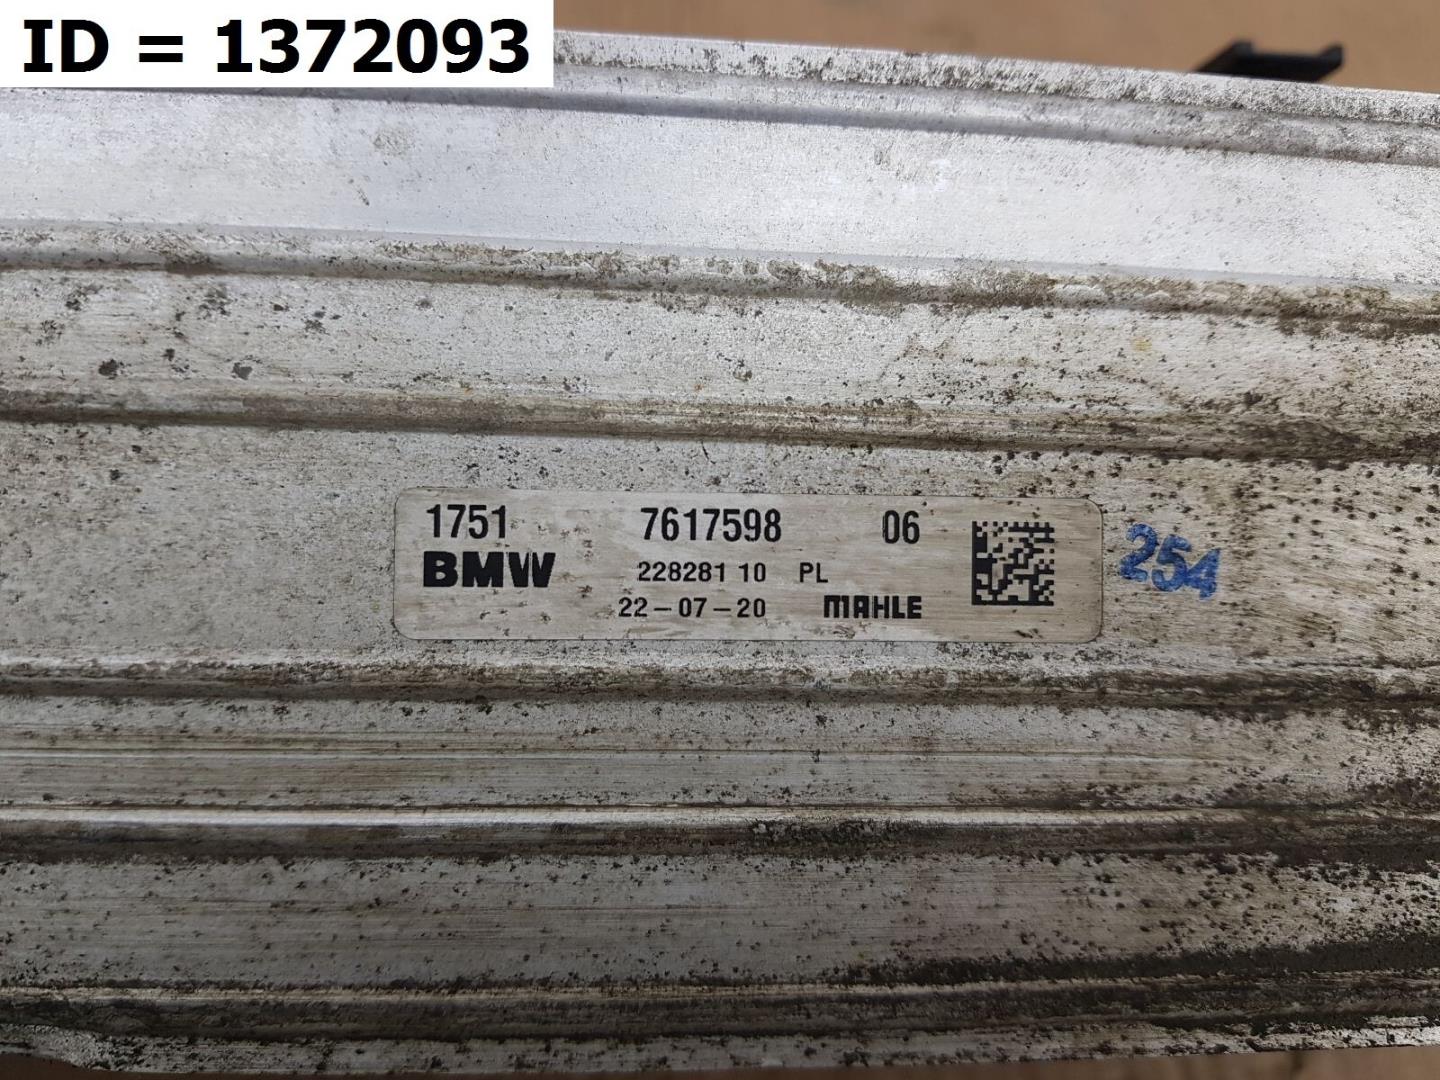 ID = 1372093
1751 7617598 06
BMW 228281 10 PL
22-07-20 MAHLE
254